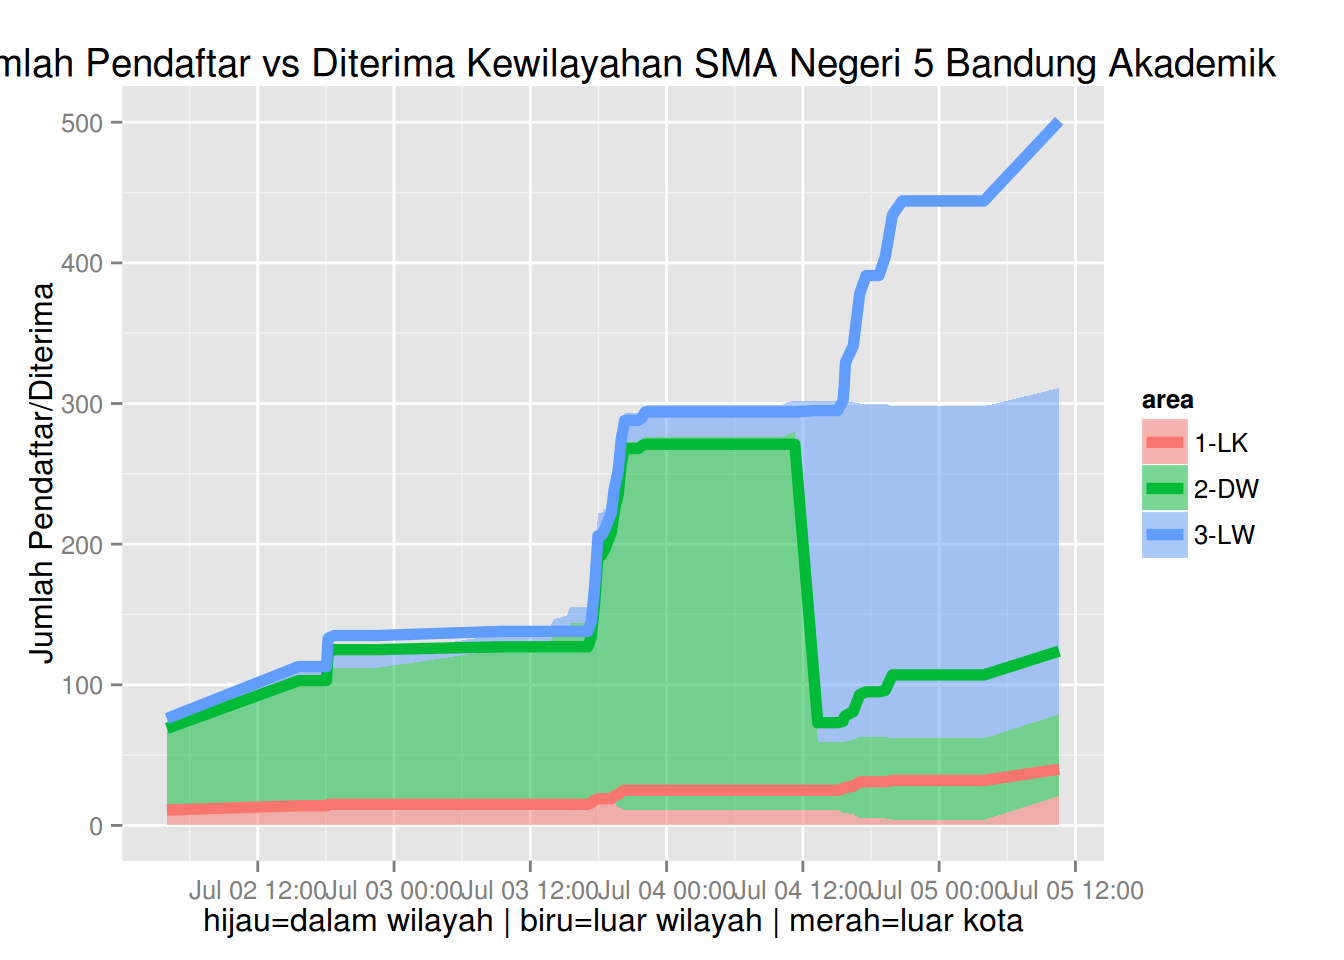 mlah Pendaftar vs Diterima Kewilayahan SMA Negeri 5 Bandung Akademik
Jumlah Pendaftar/Diterima
500
400
300
200
100
0
Jul 02 12:00
Jul 03 00:00
Jul 03 12:00
Jul 04 00:00
Jul 04 12:00
Jul 05 00:00
Jul 05 12:00
hijau=dalam wilayah | biru=luar wilayah | merah=luar kota
area
1-LK
2-DW
3-LW